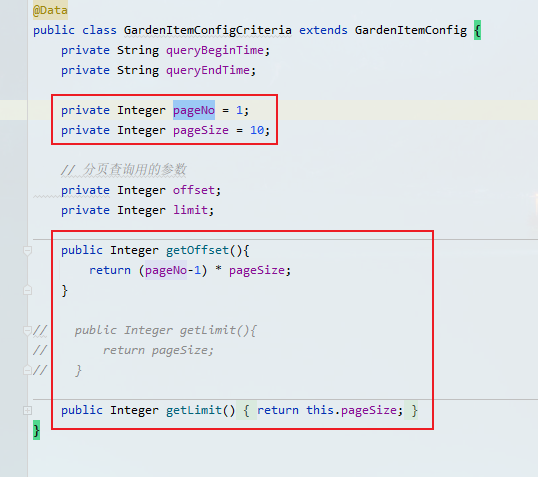 @Data
public class GardenItemConfigCriteria extends GardenItemConfig {
private String queryBeginTime;
private String queryEndTime;
private Integer pageNo = 1;
private Integer pageSize = 10;
// 分页查询用的参数
private Integer offset;
private Integer limit;
public Integer getOffset(){
return (pageNo-1) * pageSize;
}
// public Integer getLimit(){
// return pageSize;
// }
public Integer getLimit() { return this.pageSize; }
}